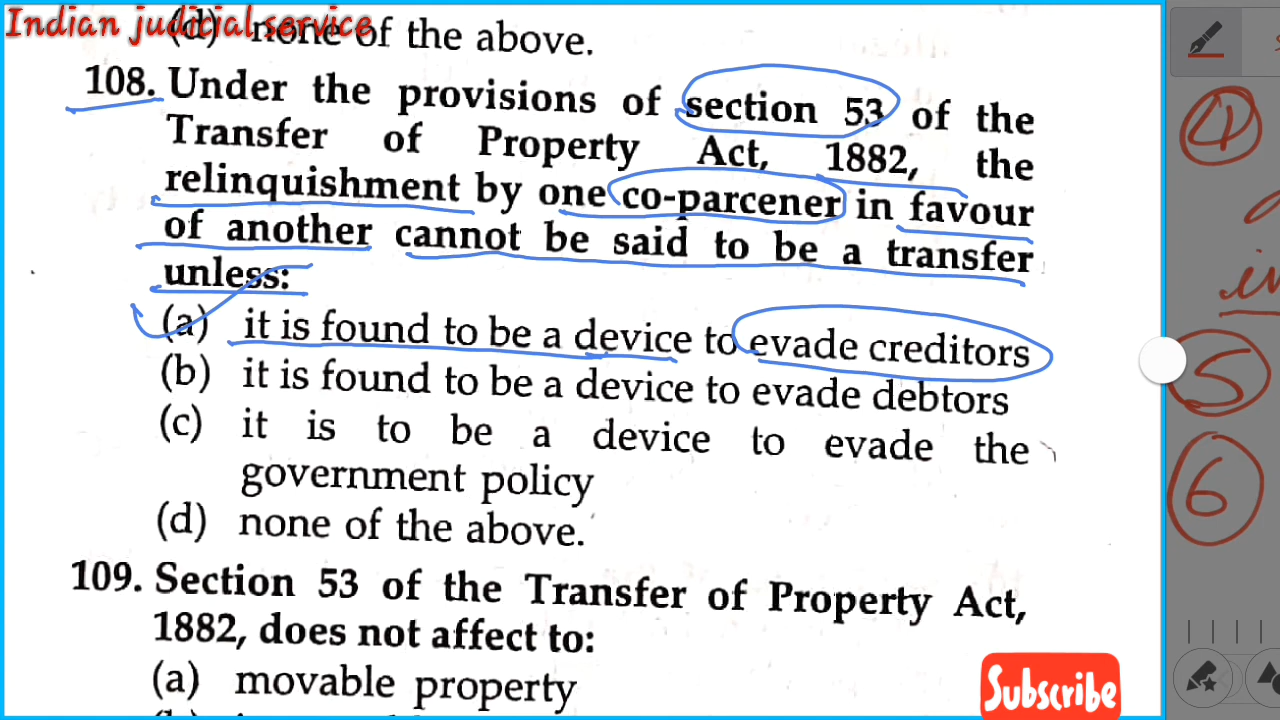 Indian judicial service
(d) none of the above.
108. Under the provisions of section 53 of the
Transfer of Property Act, 1882, the
relinquishment by one co-parcener in favour
of another cannot be said to be a transfer
unless:
(a) it is found to be a device to evade creditors
(b) it is found to be a device to evade debtors
(c) it is to be a device to evade the
government policy
(d) none of the above.
109. Section 53 of the Transfer of Property Act,
1882, does not affect to:
(a) movable property
Subscribe
4
in
5
6